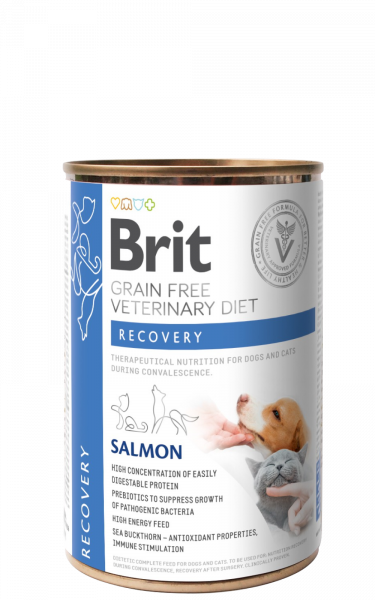 Brit
GRAIN FREE
VETERINARY DIET
RECOVERY
THERAPEUTICAL NUTRITION FOR DOGS AND CATS
DURING CONVALESCENCE.
SALMON
HIGH CONCENTRATION OF EASILY
DIGESTABLE PROTEIN
PREBIOTICS TO SUPPRESS GROWTH
OF PATHOGENIC BACTERIA
HIGH ENERGY FEED
SEA BUCKTHORN – ANTIOXIDANT PROPERTIES,
IMMUNE STIMULATION
DIETETIC COMPLETE FEED FOR DOGS AND CATS, TO BE USED FOR NUTRITION
DURING CONVALESCENCE, RECOVERY AFTER SURGERY.
RECOVERY
GRAIN FREE FORMULA
HEALTHY LIFE